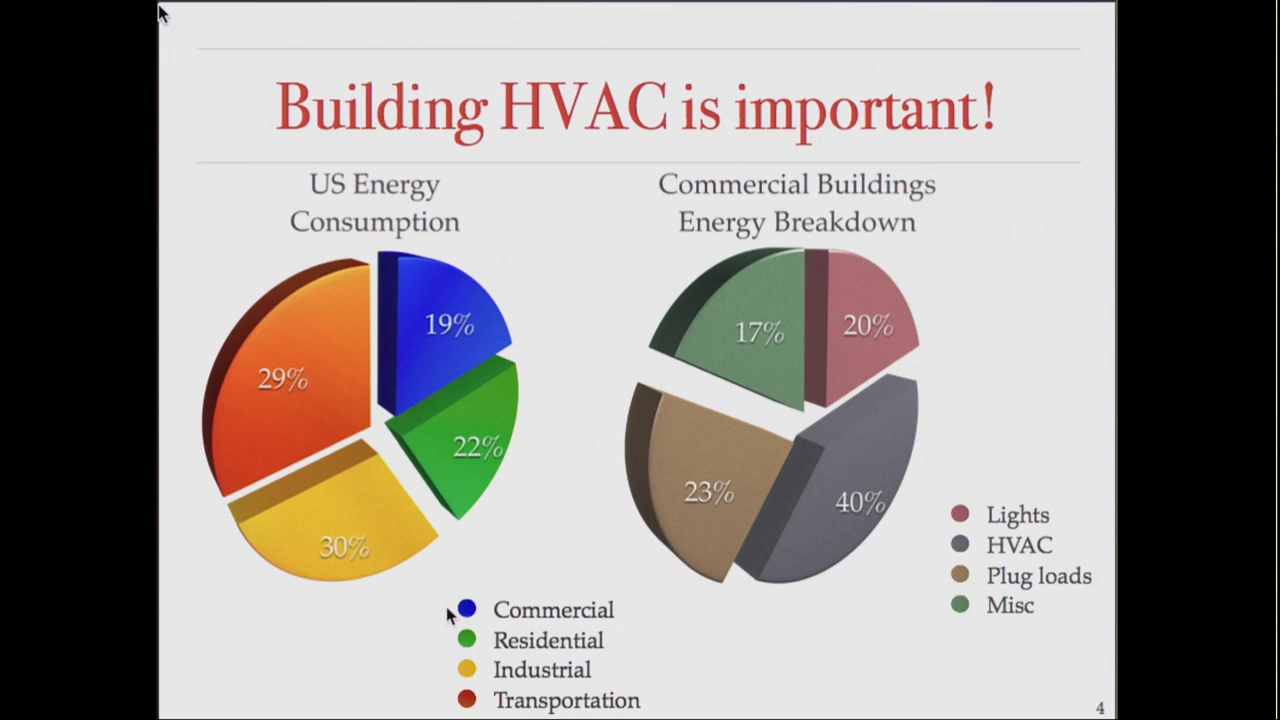 Building HVAC is important!
US Energy
Consumption
19%
22%
30%
29%
Commercial
Residential
Industrial
Transportation
Commercial Buildings
Energy Breakdown
20%
40%
23%
17%
Lights
HVAC
Plug loads
Misc
4